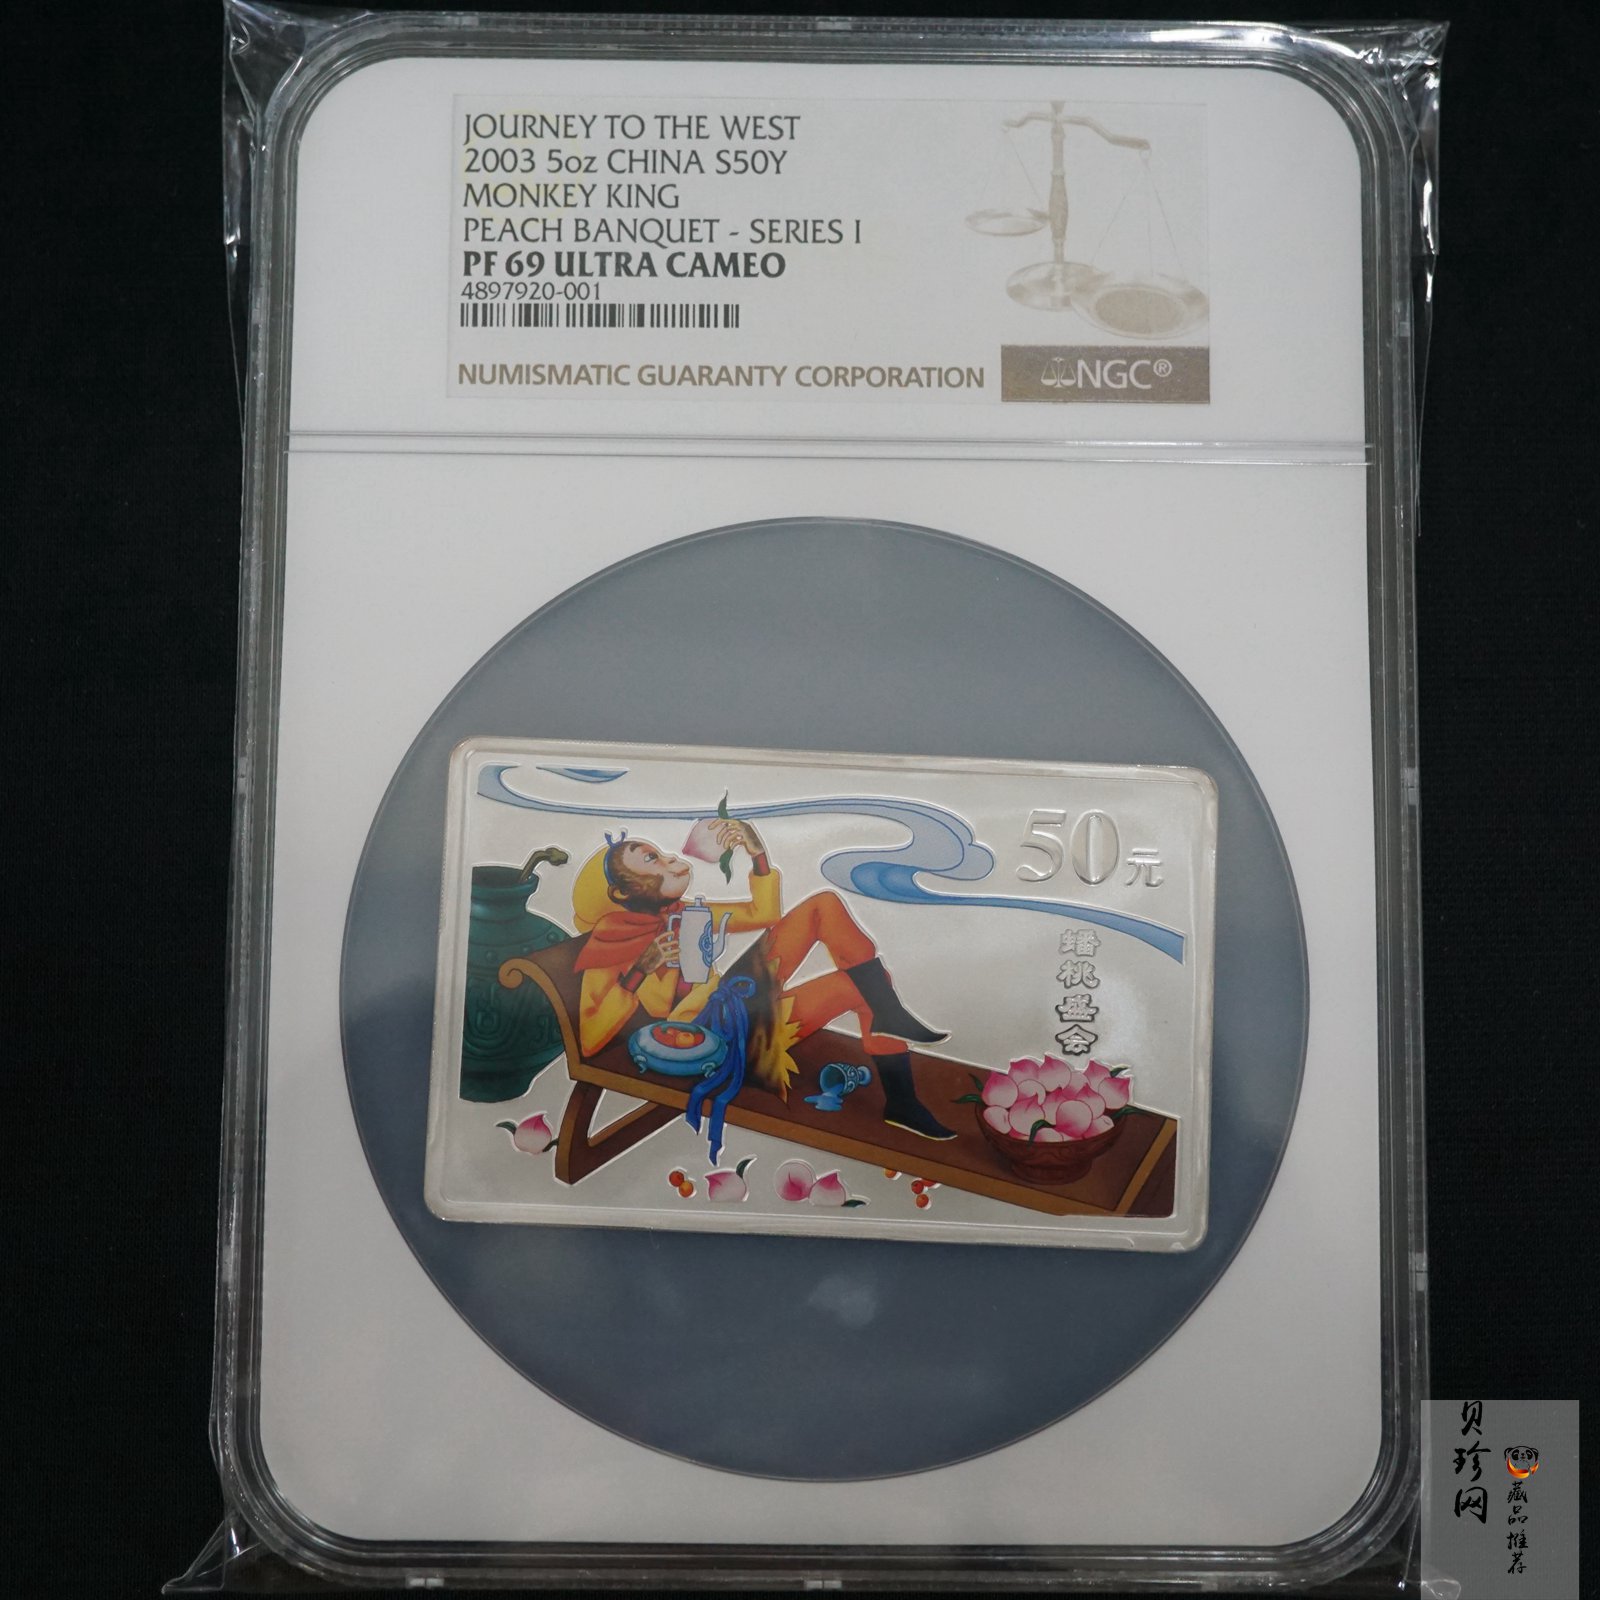 JOURNEY TO THE WEST
2003 5oz CHINA S50Y
MONKEY KING
PEACH BANQUET - SERIES I
PF 69 ULTRA CAMEO
4897920-001
NUMISMATIC GUARANTY CORPORATION
NGC®
50元
蟠桃盛会
贝珍网
藏品推荐